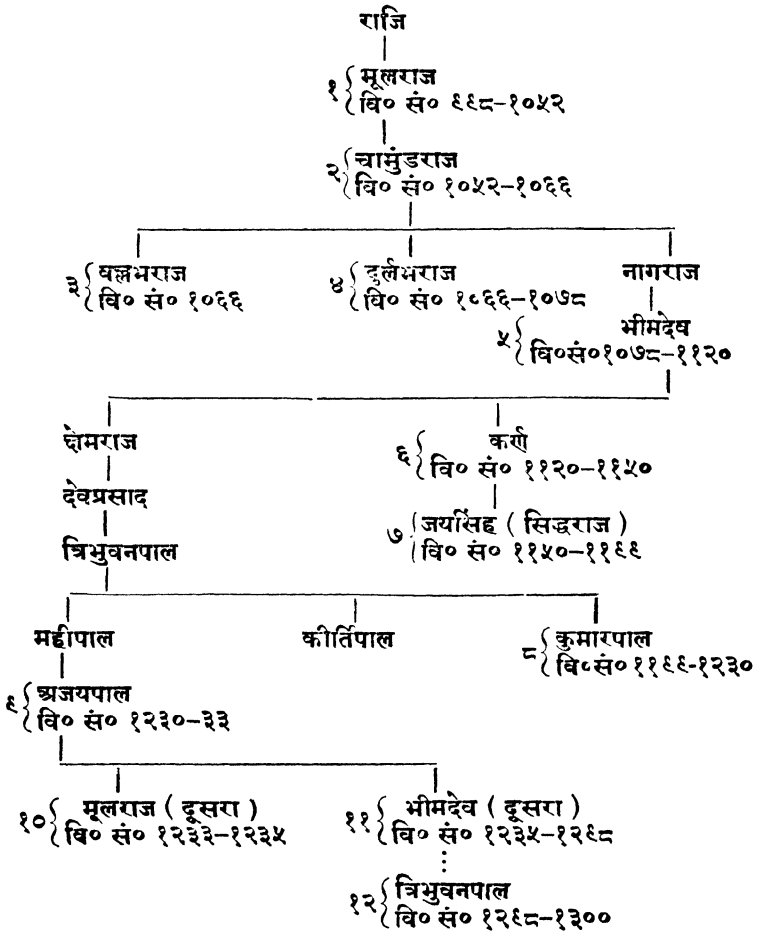 राजि
१ { मूलराज
वि० सं० ९९८-१०५२
२ { चामुंडराज
वि० सं० १०५२-१०६६
३ { वल्लभराज
वि० सं० १०६६
४ { दुर्लभराज
वि० सं० १०६६-१०७८
नागराज
५ { भीमदेव
वि०सं०१०७८-११२०
क्षेमराज
देवप्रसाद
त्रिभुवनपाल
६ { कर्ण
वि० सं० ११२०-११५०
७ { जयसिंह ( सिद्धराज )
वि० सं० ११५०-११९९
महीपाल
कीर्तिपाल
८ { कुमारपाल
वि०सं०११९९-१२३०
९ { अजयपाल
वि० सं० १२३०-३३
१० { मूलराज ( दूसरा )
वि० सं० १२३३-१२३५
११ { भीमदेव ( दूसरा )
वि० सं० १२३५-१२९८
१२ { त्रिभुवनपाल
वि० सं० १२९८-१३००